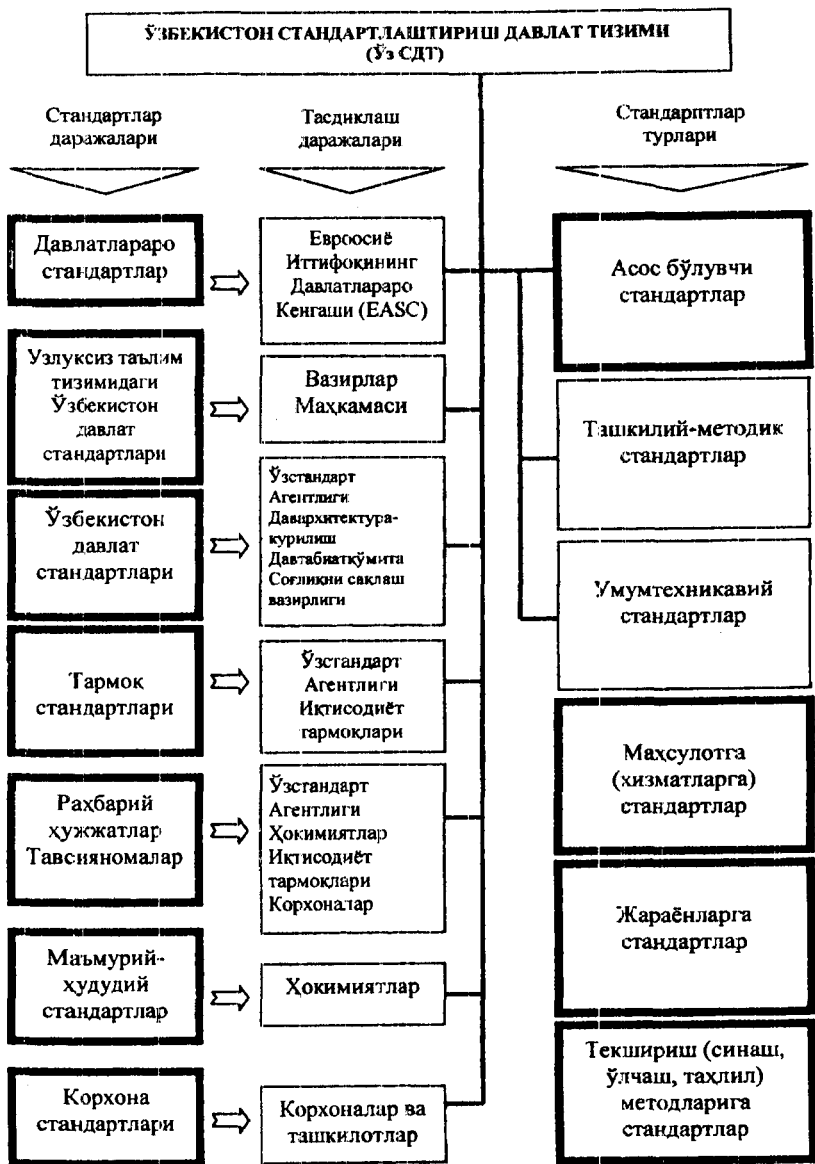 ЎЗБЕКИСТОН СТАНДАРТЛАШТИРИШ ДАВЛАТ ТИЗИМИ
(Ўз СДТ)
Стандартлар
даражалари
Тасдиклаш
даражалари
Стандарптлар
турлари
Давлатлараро
стандартлар
Евроосиё
Иттифоқининг
Давлатлараро
Кенгаши (EASC)
Асос бўлувчи
стандартлар
Узлуксиз таълим
тизимидаги
Ўзбекистон
давлат
стандартлари
Вазирлар
Маҳкамаси
Ташкилий-методик
стандартлар
Ўзбекистон
давлат
стандартлари
Ўзстандарт
Агентлиги
Давархитектура-
курилиш
Давтабиатқўмита
Соғлиқни сақлаш
вазирлиги
Умумтехникавий
стандартлар
Тармоқ
стандартлари
Ўзстандарт
Агентлиги
Иқтисодиёт
тармоқлари
Маҳсулотга
(хизматларга)
стандартлар
Раҳбарий
ҳужжатлар
Тавсияномалар
Ўзстандарт
Агентлиги
Ҳокимиятлар
Иқтисодиёт
тармоқлари
Корхоналар
Жараёнларга
стандартлар
Маъмурий-
ҳудудий
стандартлар
Ҳокимиятлар
Текшириш (синаш,
ўлчаш, таҳлил)
методларига
стандартлар
Корхона
стандартлари
Корхоналар ва
ташкилотлар